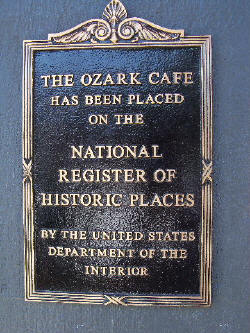 THE OZARK CAFE
HAS BEEN PLACED
ON THE
NATIONAL
REGISTER OF
HISTORIC PLACES
BY THE UNITED STATES
DEPARTMENT OF THE
INTERIOR